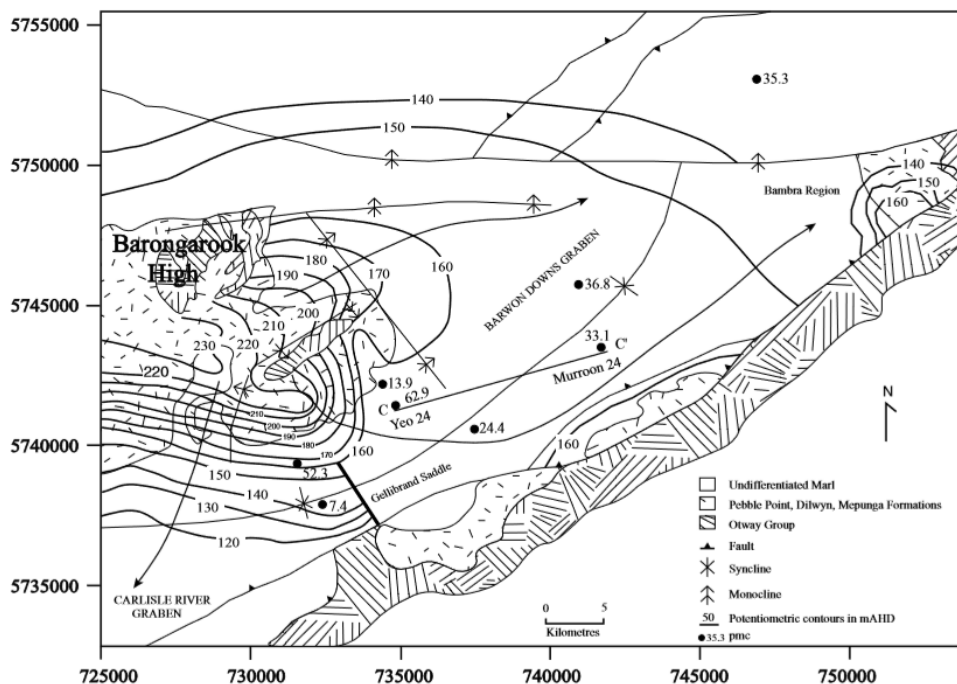 5755000
5750000
5745000
5740000
5735000
725000
730000
735000
740000
745000
750000
140
150
35.3
Bambra Region
140
150
160
Barongarook
High
180
190
170
160
200
210
230
220
220
BARWON DOWNS GRABEN
36.8
33.1
C'
Murroon 24
13.9
62.9
C
Yeo 24
24.4
210
200
190
180
170
160
160
150
52.3
140
130
120
7.4
Gellibrand Saddle
CARLISLE RIVER
GRABEN
N
0 5
Kilometres
Undifferentiated Marl
Pebble Point, Dilwyn, Mepunga Formations
Otway Group
Fault
Syncline
Monocline
50 Potentiometric contours in mAHD
35.3 pmc